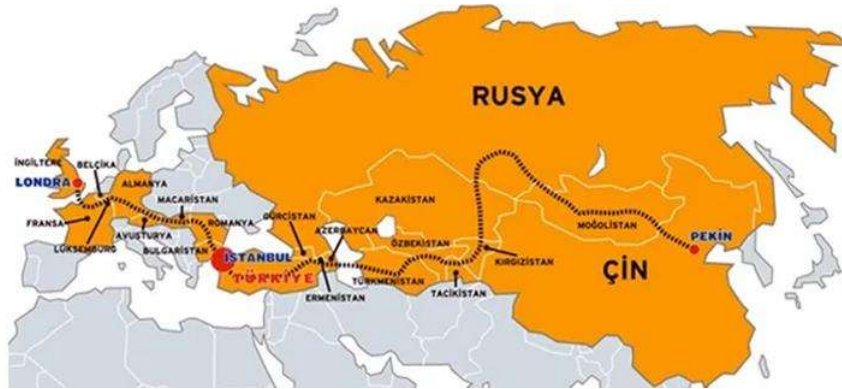 RUSYA
İNGİLTERE
BELÇİKA
LONDRA
ALMANYA
KAZAKİSTAN
MACARİSTAN
FRANSA
ROMANYA
GÜRCİSTAN
MOĞOLİSTAN
AVUSTURYA
AZERBAYCAN
PEKİN
LÜKSEMBURG
BULGARİSTAN
ÖZBEKİSTAN
İSTANBUL
KIRGIZİSTAN
ÇİN
TÜRKİYE
TÜRKMENİSTAN
ERMENİSTAN
TACİKİSTAN